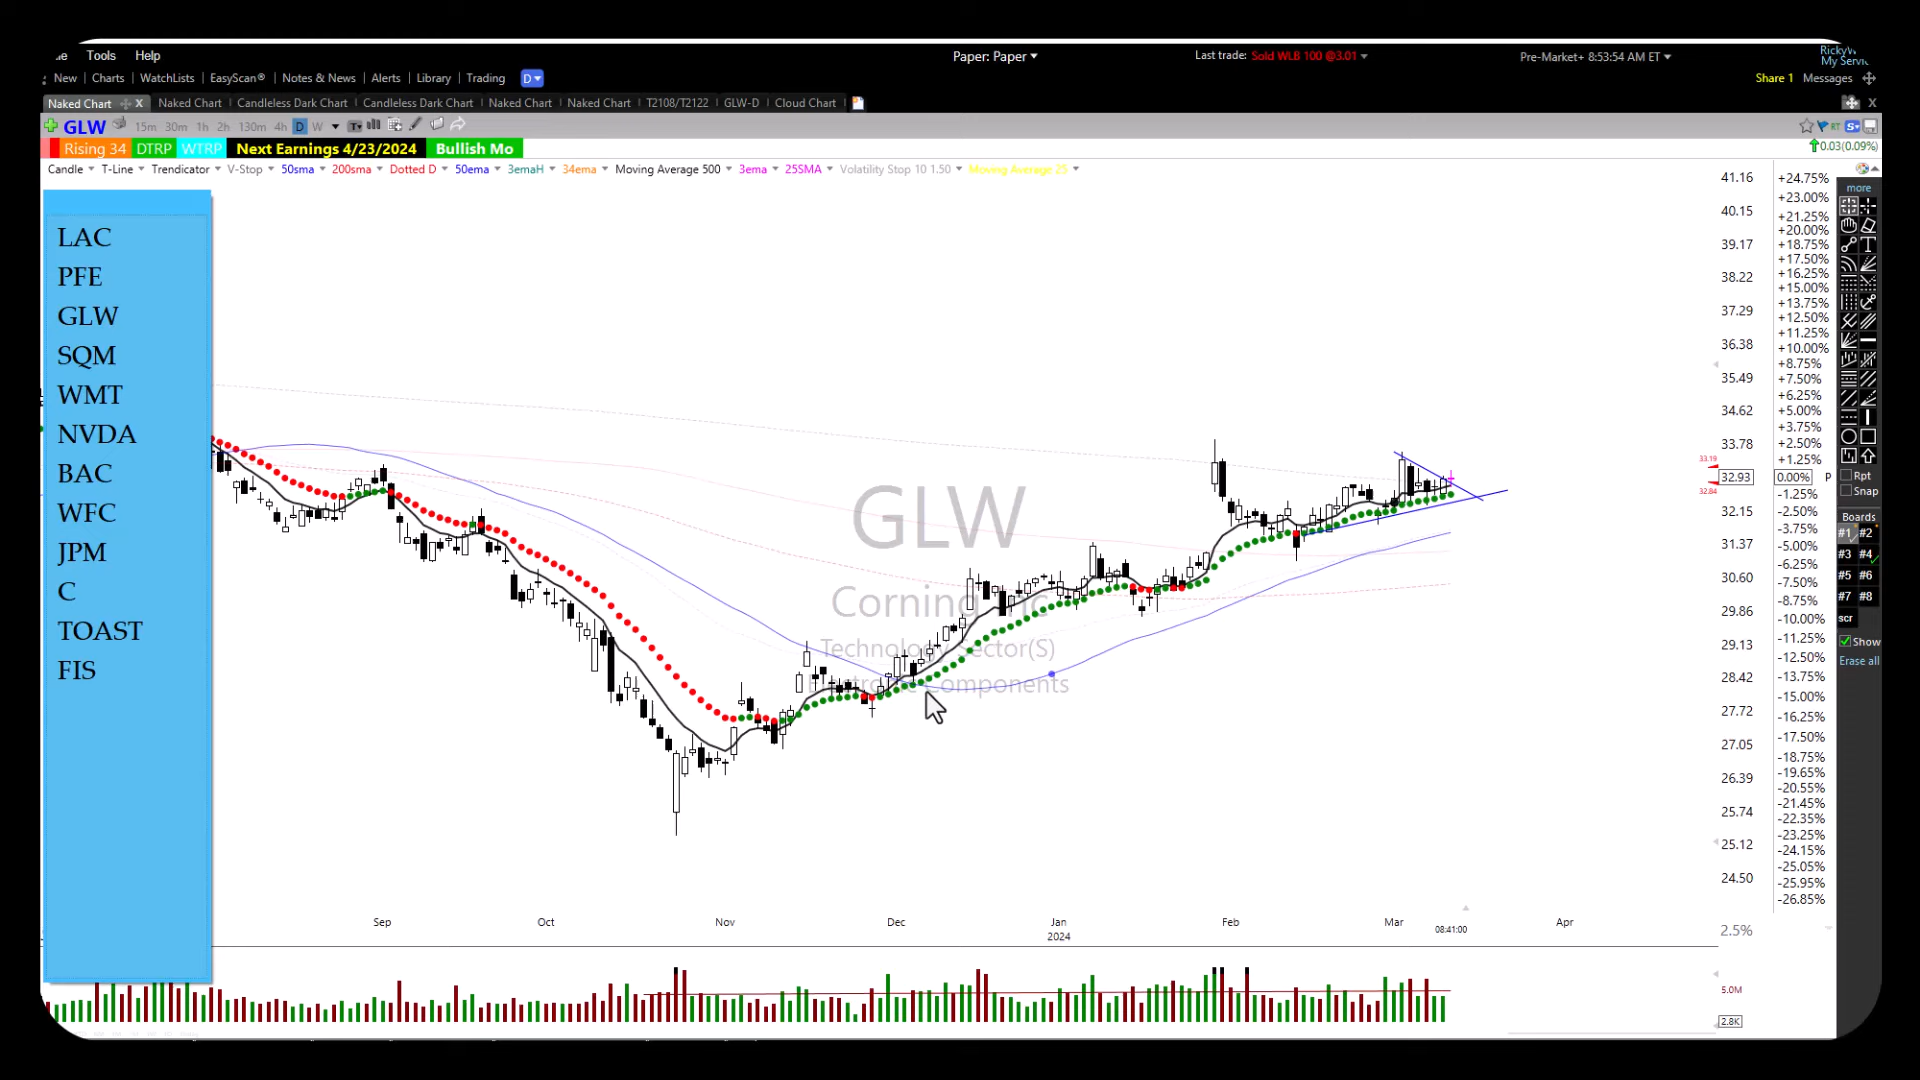 Tools Help
Paper: Paper
Last trade: Sold WLB 100 @3.01
Pre-Market+ 8:53:54 AM ET
New Charts WatchLists EasyScan® Notes & News Alerts Library Trading D
Share 1 Messages
Naked Chart X Naked Chart Candleless Dark Chart Candleless Dark Chart Naked Chart Naked Chart T2108/T2122 GLW-D Cloud Chart
GLW 15m 30m 1h 2h 130m 4h D W
Rising 34 DTRP WTRP Next Earnings 4/23/2024 Bullish Mo
0.03(0.09%)
Candle T-Line Trendicator V-Stop 50sma 200sma Dotted D 50ema 3emaH 34ema Moving Average 500 3ema 25SMA Volatility Stop 10 1.50 Moving Average 25
LAC
PFE
GLW
SQM
WMT
NVDA
BAC
WFC
JPM
C
TOAST
FIS
GLW
Technology Sector(S)
41.16
40.15
39.17
38.22
37.29
36.38
35.49
34.62
33.78
33.19
32.93
32.84
32.15
31.37
30.60
29.86
29.13
28.42
27.72
27.05
26.39
25.74
25.12
24.50
2.5%
5.0M
2.8K
+24.75%
+23.00%
+21.25%
+20.00%
+18.75%
+17.50%
+16.25%
+15.00%
+13.75%
+12.50%
+11.25%
+10.00%
+8.75%
+7.50%
+6.25%
+5.00%
+3.75%
+2.50%
+1.25%
0.00% P
-1.25%
-2.50%
-3.75%
-5.00%
-6.25%
-7.50%
-8.75%
-10.00%
-11.25%
-12.50%
-13.75%
-15.00%
-16.25%
-17.50%
-18.75%
-19.65%
-20.55%
-21.45%
-22.35%
-23.25%
-24.15%
-25.05%
-25.95%
-26.85%
more
Rpt
Snap
Boards
#1 #2
#3 #4
#5 #6
#7 #8
scr
Show
Erase all
Sep Oct Nov Dec Jan Feb Mar Apr
2024
08:41:00